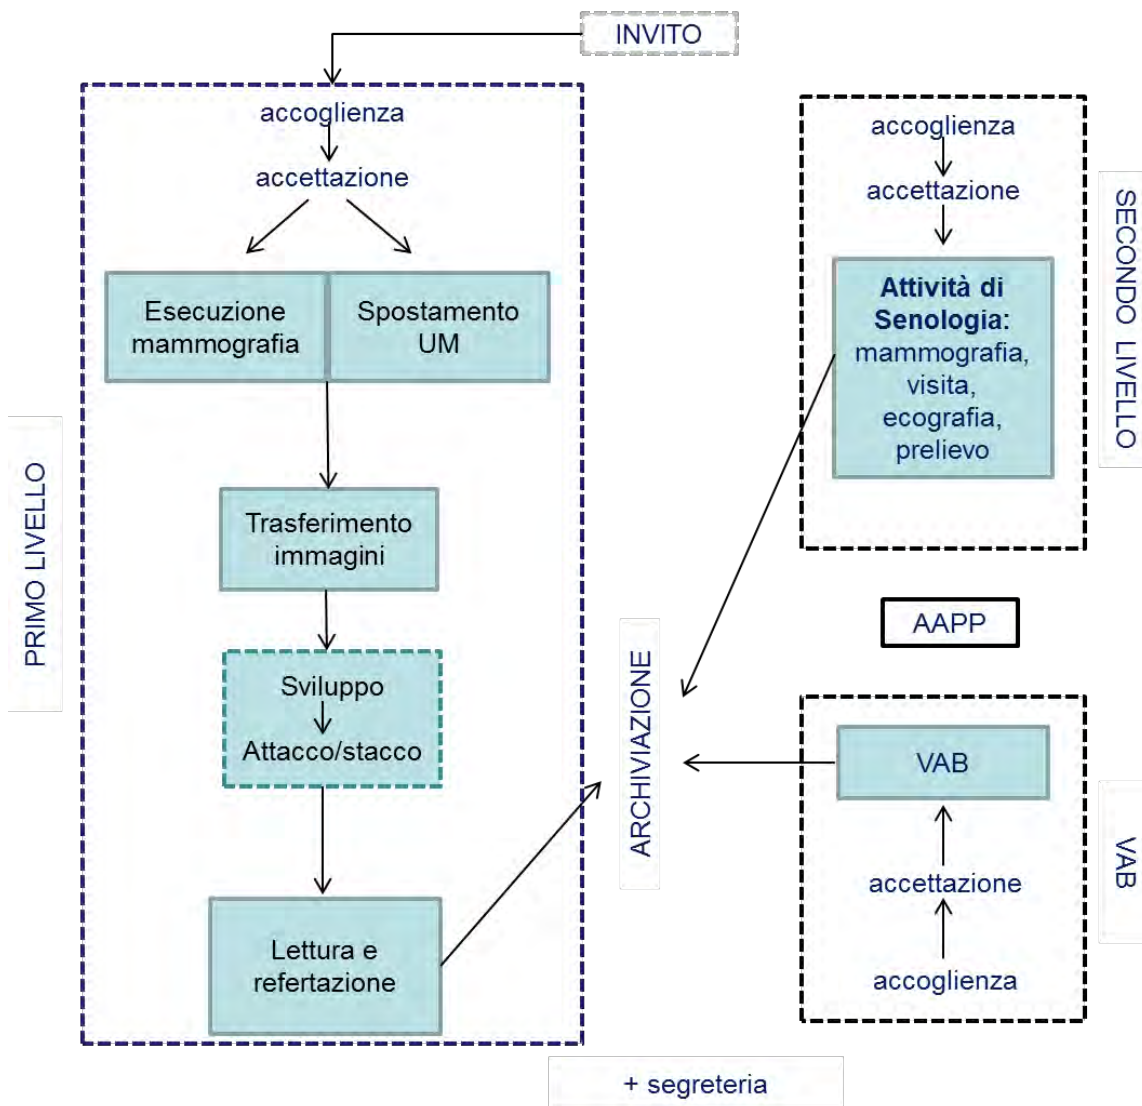 INVITO
PRIMO LIVELLO
accoglienza
accettazione
Esecuzione
mammografia
Spostamento
UM
Trasferimento
immagini
Sviluppo
Attacco/stacco
Lettura e
refertazione
ARCHIVIAZIONE
accoglienza
accettazione
Attività di
Senologia:
mammografia,
visita,
ecografia,
prelievo
SECONDO LIVELLO
AAPP
VAB
accettazione
accoglienza
VAB
+ segreteria